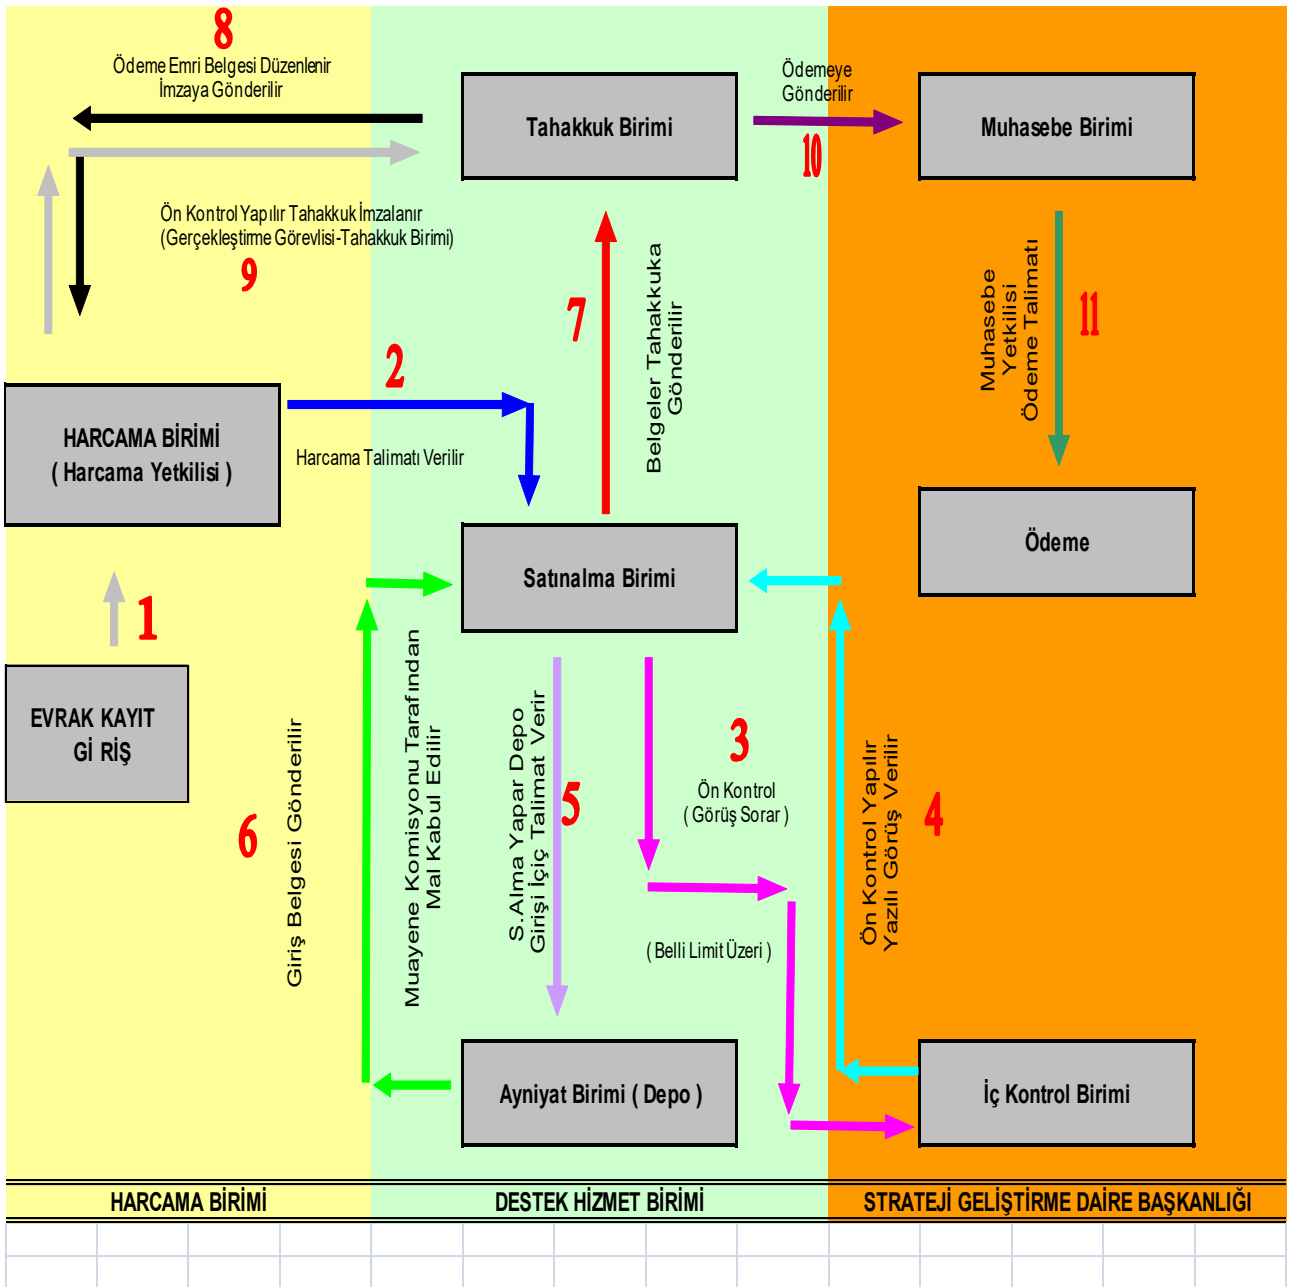 8
Ödeme Emri Belgesi Düzenlenir
İmzaya Gönderilir
Tahakkuk Birimi
Ödemeye
Gönderilir
10
Muhasebe Birimi
Ön Kontrol Yapılır Tahakkuk İmzalanır
(Gerçekleştirme Görevlisi-Tahakkuk Birimi)
9
7
Belgeler Tahakkuka
Gönderilir
Muhasebe
Yetkilisi
Ödeme Talimatı
11
2
HARCAMA BİRİMİ
( Harcama Yetkilisi )
Harcama Talimatı Verilir
Satınalma Birimi
Ödeme
1
EVRAK KAYIT
Gİ RİŞ
6
Giriş Belgesi Gönderilir
Muayene Komisyonu Tarafından
Mal Kabul Edilir
S.Alma Yapar Depo
Girişi İçiç Talimat Verir
5
3
Ön Kontrol
( Görüş Sorar )
( Belli Limit Üzeri )
Ön Kontrol Yapılır
Yazılı Görüş Verilir
4
Ayniyat Birimi ( Depo )
İç Kontrol Birimi
HARCAMA BİRİMİ
DESTEK HİZMET BİRİMİ
STRATEJİ GELİŞTİRME DAİRE BAŞKANLIĞI